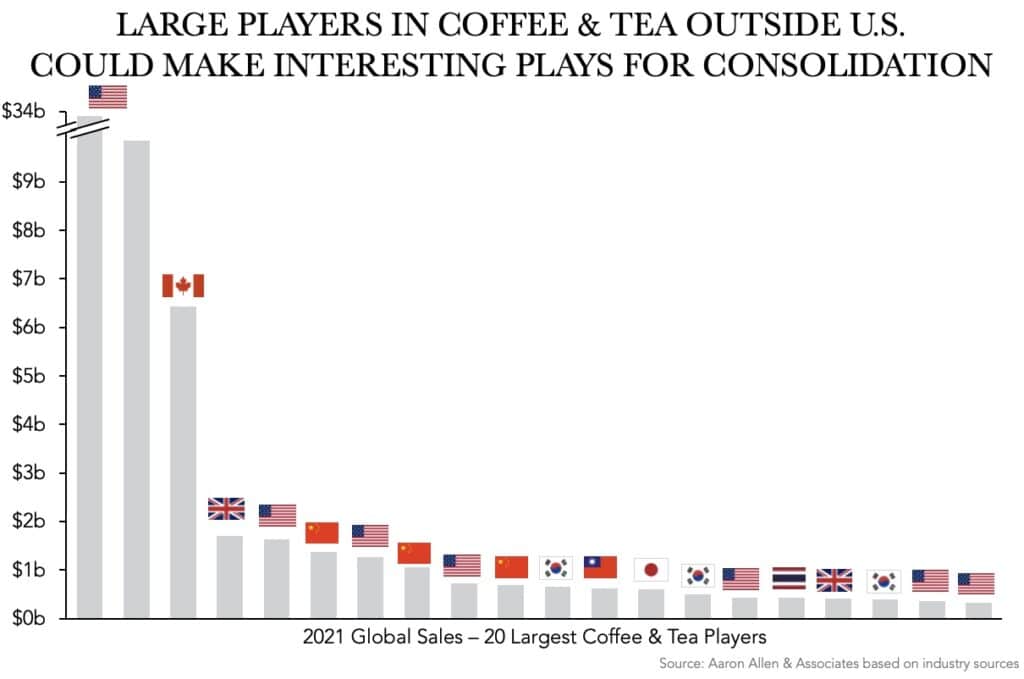 LARGE PLAYERS IN COFFEE & TEA OUTSIDE U.S.
COULD MAKE INTERESTING PLAYS FOR CONSOLIDATION
$34b
$9b
$8b
$7b
$6b
$5b
$4b
$3b
$2b
$1b
$0b
2021 Global Sales – 20 Largest Coffee & Tea Players
Source: Aaron Allen & Associates based on industry sources